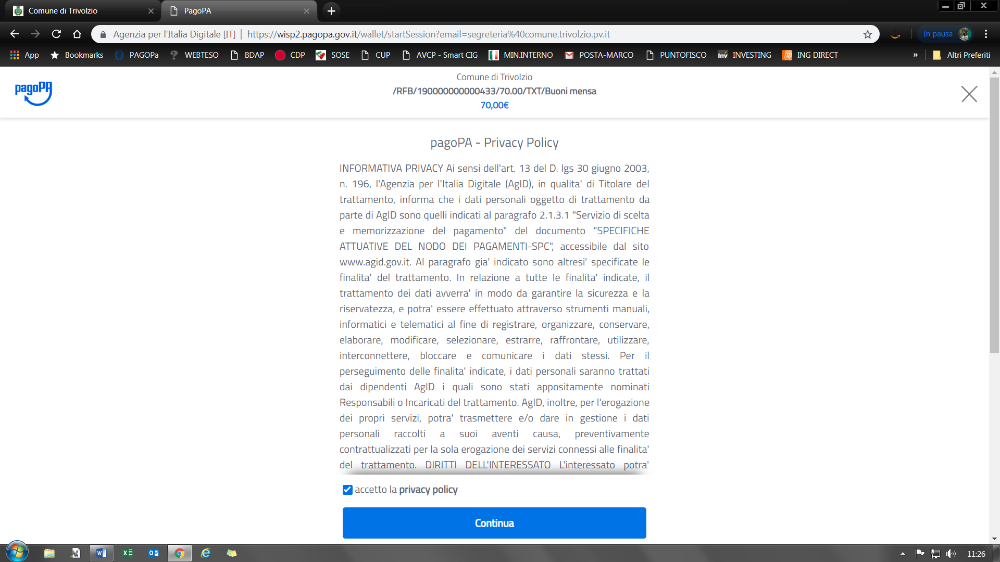 Comune di Trivolzio
PagoPA
Agenzia per l'Italia Digitale [IT] | https://wisp2.pagopa.gov.it/wallet/startSession?email=segreteria%40comune.trivolzio.pv.it
In pausa
App Bookmarks PAGOPa WEBTESO BDAP CDP SOSE CUP AVCP - Smart CIG MIN.INTERNO POSTA-MARCO PUNTOFISCO INVESTING ING DIRECT » Altri Preferiti
pagoPA
Comune di Trivolzio
/RFB/190000000000433/70.00/TXT/Buoni mensa
70,00€
pagoPA - Privacy Policy
INFORMATIVA PRIVACY Ai sensi dell'art. 13 del D. lgs 30 giugno 2003,
n. 196, l'Agenzia per l'Italia Digitale (AgID), in qualita' di Titolare del
trattamento, informa che i dati personali oggetto di trattamento da
parte di AgID sono quelli indicati al paragrafo 2.1.3.1 "Servizio di scelta
e memorizzazione del pagamento" del documento "SPECIFICHE
ATTUATIVE DEL NODO DEI PAGAMENTI-SPC", accessibile dal sito
www.agid.gov.it. Al paragrafo gia' indicato sono altresi' specificate le
finalita' del trattamento. In relazione a tutte le finalita' indicate, il
trattamento dei dati avverra' in modo da garantire la sicurezza e la
riservatezza, e potra' essere effettuato attraverso strumenti manuali,
informatici e telematici al fine di registrare, organizzare, conservare,
elaborare, modificare, selezionare, estrarre, raffrontare, utilizzare,
interconnettere, bloccare e comunicare i dati stessi. Per il
perseguimento delle finalita' indicate, i dati personali saranno trattati
dai dipendenti AgID i quali sono stati appositamente nominati
Responsabili o Incaricati del trattamento. AgID, inoltre, per l'erogazione
dei propri servizi, potra' trasmettere e/o dare in gestione i dati
personali raccolti a suoi aventi causa, preventivamente
contrattualizzati per la sola erogazione dei servizi connessi alle finalita'
del trattamento. DIRITTI DELL'INTERESSATO L'interessato potra'
accetto la privacy policy
Continua
11:26